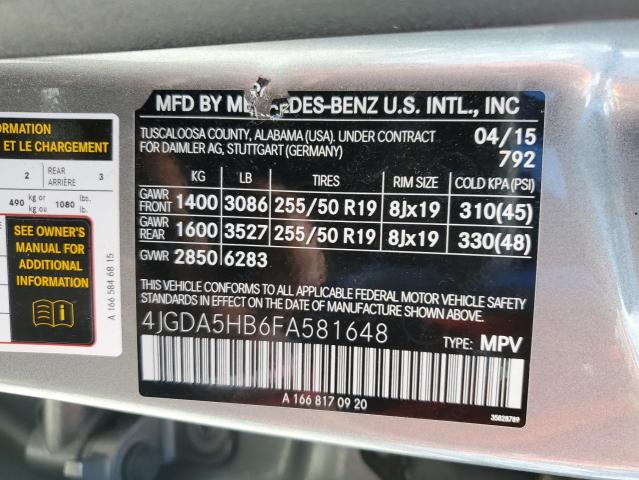 ORMATION
ET LE CHARGEMENT
2 REAR ARRIÈRE 3
490 kg or kg ou 1080 lbs. lb.
SEE OWNER'S
MANUAL FOR
ADDITIONAL
INFORMATION
A 166 584 68 15
MFD BY MERCEDES-BENZ U.S. INTL., INC
TUSCALOOSA COUNTY, ALABAMA (USA). UNDER CONTRACT
FOR DAIMLER AG, STUTTGART (GERMANY)
04/15
792
KG LB TIRES RIM SIZE COLD KPA (PSI)
GAWR FRONT 1400 3086 255/50 R19 8Jx19 310(45)
GAWR REAR 1600 3527 255/50 R19 8Jx19 330(48)
GVWR 2850 6283
THIS VEHICLE CONFORMS TO ALL APPLICABLE FEDERAL MOTOR VEHICLE SAFETY
STANDARDS IN EFFECT ON THE DATE OF MANUFACTURE SHOWN ABOVE.
4JGDA5HB6FA581648
TYPE: MPV
A 166 817 09 20
35828789